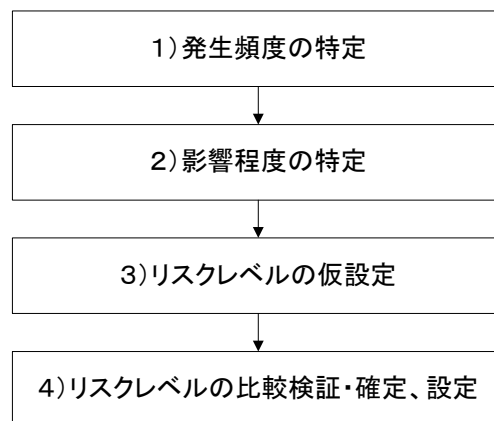 1)発生頻度の特定
2)影響程度の特定
3)リスクレベルの仮設定
4)リスクレベルの比較検証・確定、設定